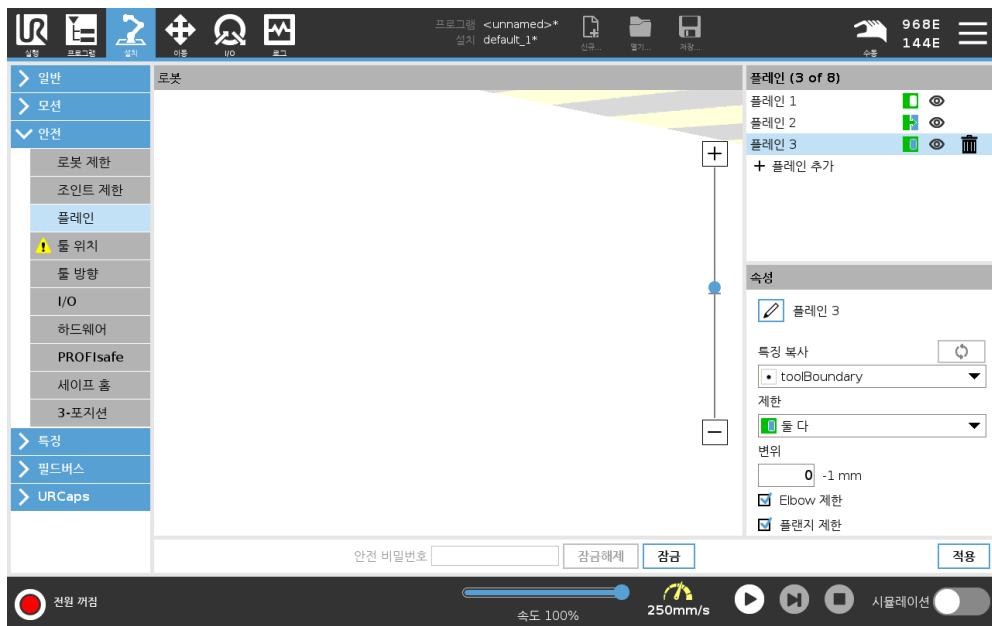 프로그램 <unnamed>*
설치 default_1*
신규...
열기...
저장...
수동
968E
144E
실행
프로그램
설치
이동
I/O
로그
일반
모션
안전
로봇 제한
조인트 제한
플레인
툴 위치
툴 방향
I/O
하드웨어
PROFIsafe
세이프 홈
3-포지션
특징
필드버스
URCaps
로봇
플레인 (3 of 8)
플레인 1
플레인 2
플레인 3
+ 플레인 추가
속성
플레인 3
특징 복사
toolBoundary
제한
둘 다
변위
0 -1 mm
Elbow 제한
플랜지 제한
안전 비밀번호
잠금해제
잠금
적용
전원 꺼짐
속도 100%
250mm/s
시뮬레이션